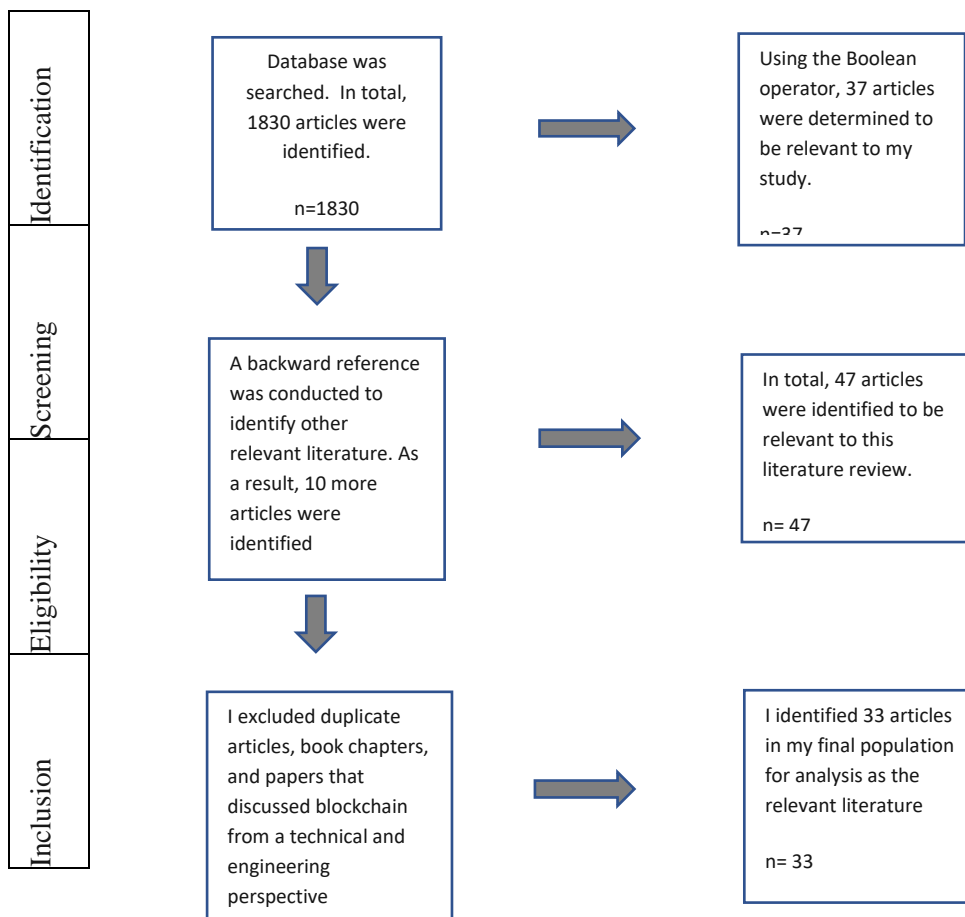 Identification
Database was
searched.  In total,
1830 articles were
identified.
n=1830
Using the Boolean
operator, 37 articles
were determined to
be relevant to my
study.
n=37
Screening
A backward reference
was conducted to
identify other
relevant literature. As
a result, 10 more
articles were
identified
In total, 47 articles
were identified to be
relevant to this
literature review.
n= 47
Eligibility
Inclusion
I excluded duplicate
articles, book chapters,
and papers that
discussed blockchain
from a technical and
engineering
perspective
I identified 33 articles
in my final population
for analysis as the
relevant literature
n= 33